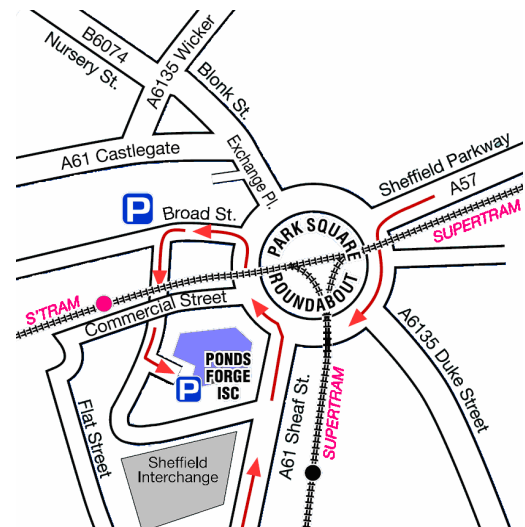 B6074
Nursery St.
A6135 Wicker
Blonk St.
A61 Castlegate
Exchange Pl.
Sheffield Parkway
A57
SUPERTRAM
P
Broad St.
PARK SQUARE
ROUNDABOUT
S'TRAM
Commercial Street
A6135 Duke Street
PONDS
FORGE
ISC
P
Flat Street
A61 Sheaf St.
SUPERTRAM
Sheffield
Interchange